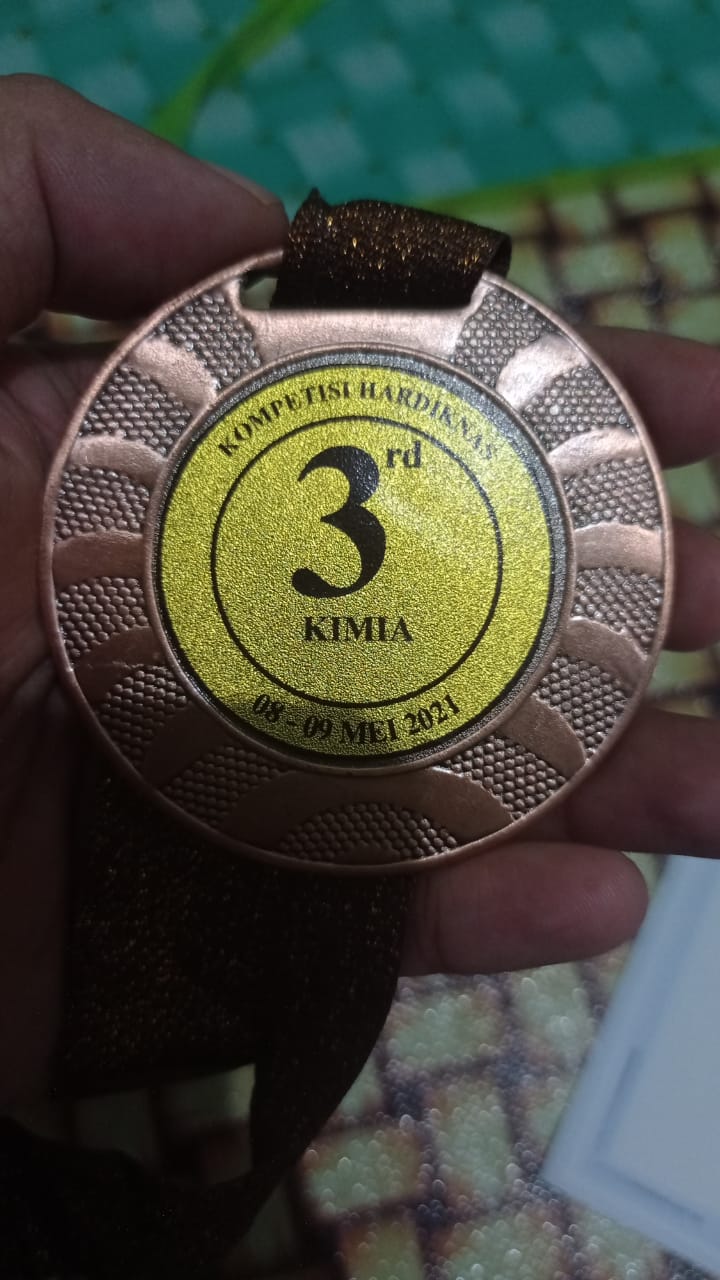 KOMPETISI HARDIKNAS
3rd
KIMIA
08 - 09 MEI 2021